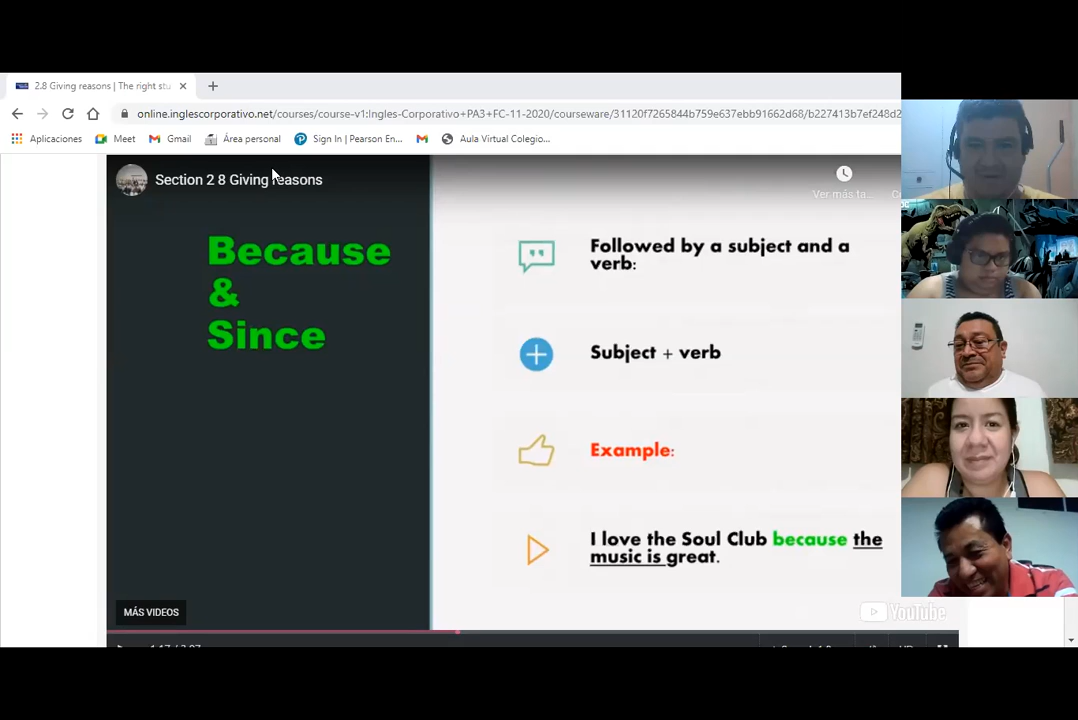 2.8 Giving reasons | The right stu
online.inglescorporativo.net/courses/course-v1:Ingles-Corporativo+PA3+FC-11-2020/courseware/31120f7265844b759e637ebb91662d68/b227413b7ef248d2
Aplicaciones Meet Gmail Área personal Sign In | Pearson En... Aula Virtual Colegio...
Section 2 8 Giving reasons
Ver más ta...
Because
&
Since
Followed by a subject and a
verb:
Subject + verb
Example:
I love the Soul Club because the
music is great.
MÁS VIDEOS
YouTube